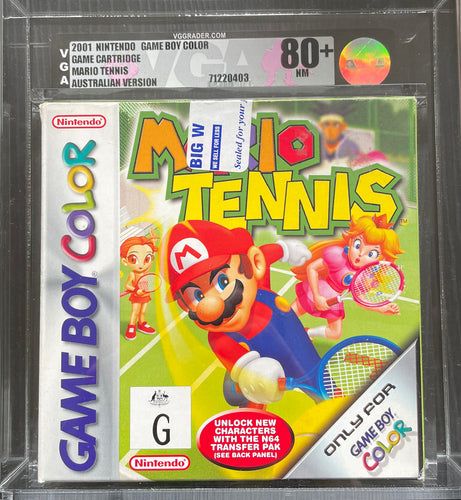 VGGRADER.COM
VGA
2001 NINTENDO GAME BOY COLOR
GAME CARTRIDGE
MARIO TENNIS
AUSTRALIAN VERSION
71220403
80+
NM
VGA
Nintendo
GAME BOY COLOR
BIG W
WE SELL FOR LESS
Sealed for your
MARIO
TENNIS
TM
G
Nintendo
UNLOCK NEW
CHARACTERS
WITH THE N64
TRANSFER PAK
(SEE BACK PANEL)
ONLY FOR
GAME BOY
COLOR